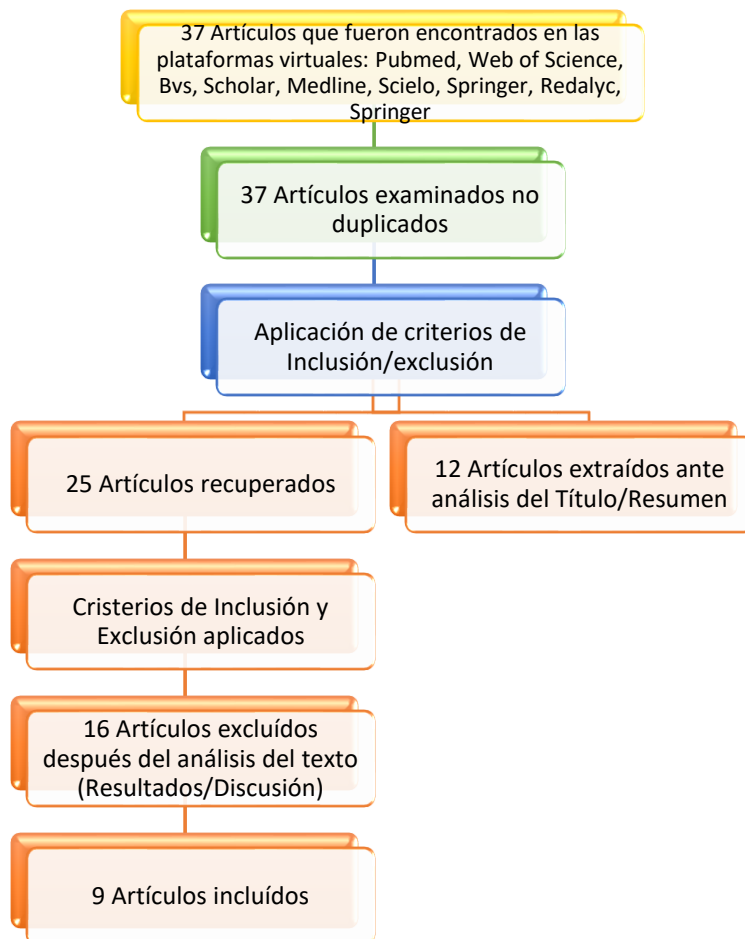 37 Artículos que fueron encontrados en las
plataformas virtuales: Pubmed, Web of Science,
Bvs, Scholar, Medline, Scielo, Springer, Redalyc,
Springer
37 Artículos examinados no
duplicados
Aplicación de criterios de
Inclusión/exclusión
25 Artículos recuperados
12 Artículos extraídos ante
análisis del Título/Resumen
Cristerios de Inclusión y
Exclusión aplicados
16 Artículos excluídos
después del análisis del texto
(Resultados/Discusión)
9 Artículos incluídos